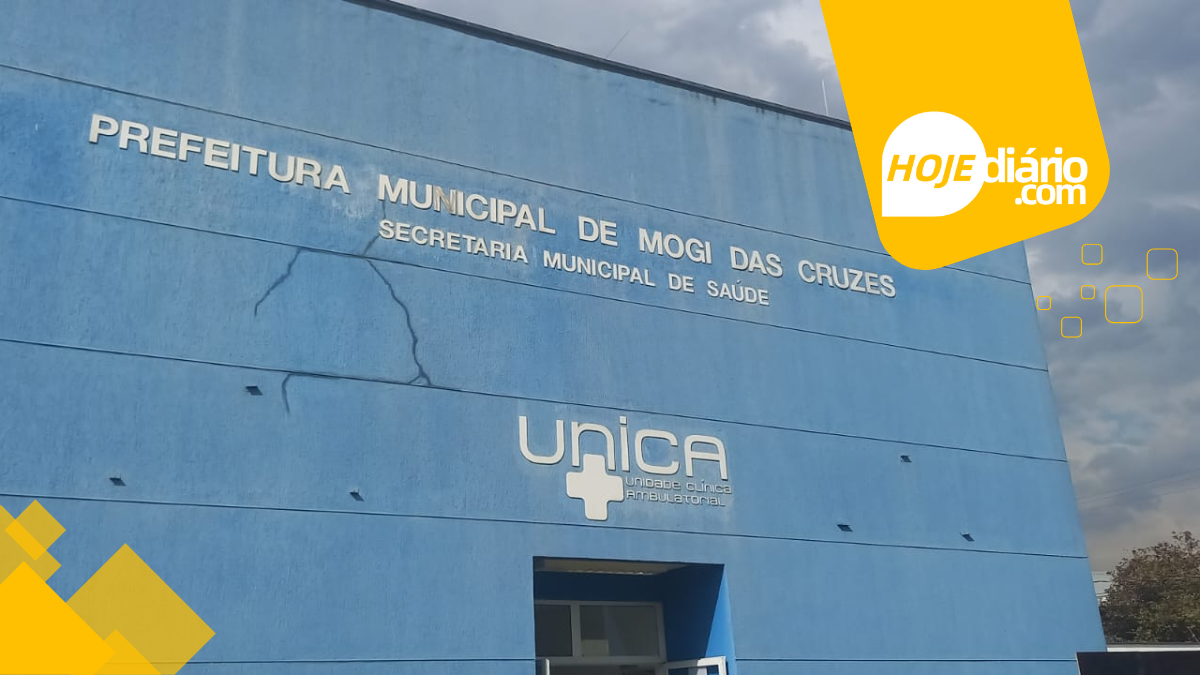 PREFEITURA MUNICIPAL DE MOGI DAS CRUZES
SECRETARIA MUNICIPAL DE SAÚDE
UNICA
UNIDADE CLÍNICA
AMBULATORIAL
HOJE diário
.com